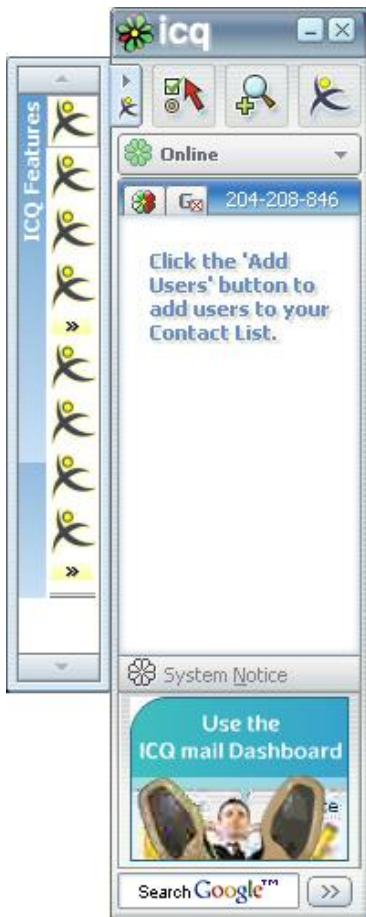 icq
ICQ Features
Online
204-208-846
Click the 'Add
Users' button to
add users to your
Contact List.
System Notice
Use the
ICQ mail Dashboard
Search Google™